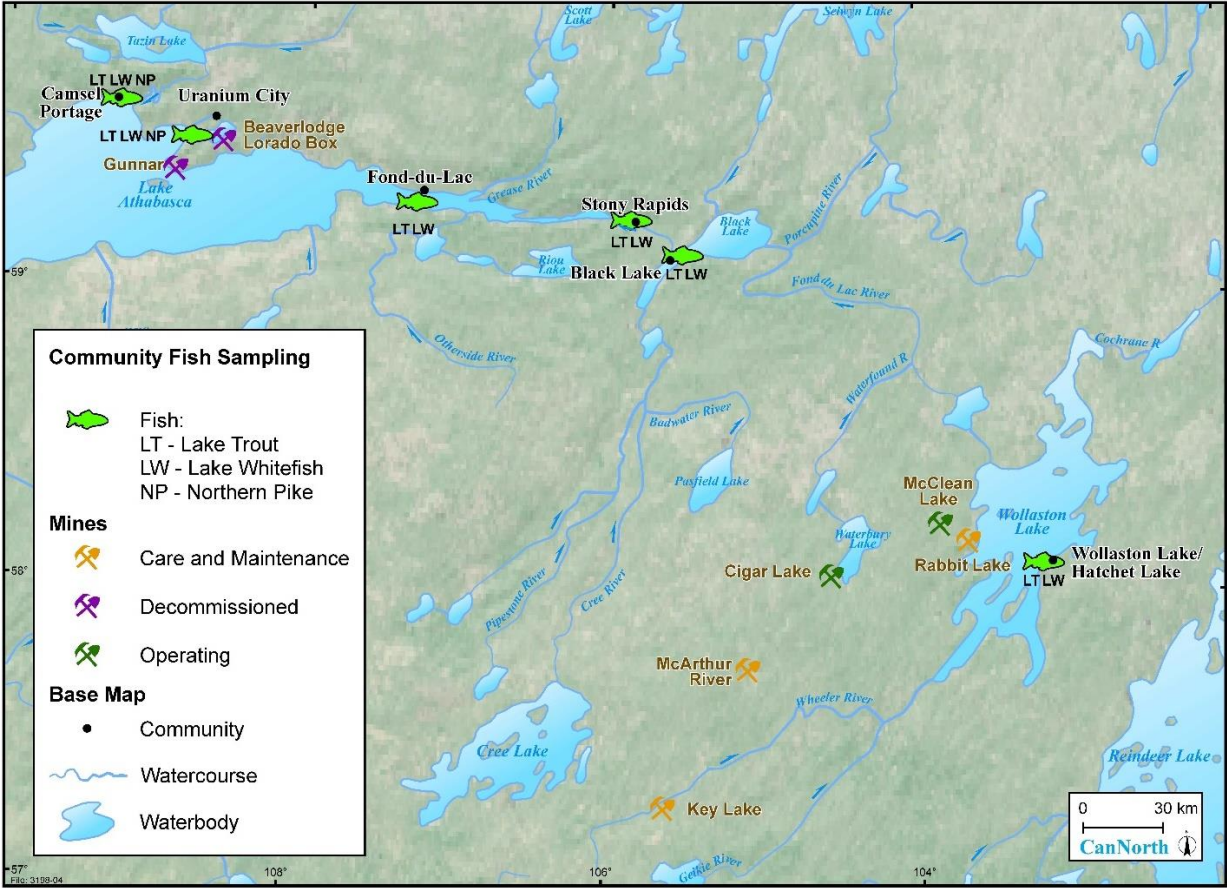 Scott
Lake
Selwyn Lake
Tazin Lake
LT LW NP
Camsel
Portage
Uranium City
LT LW NP
Beaverlodge
Lorado Box
Gunnar
Lake
Athabasca
Fond-du-Lac
Grease River
LT LW
Stony Rapids
LT LW
Black
Lake
Porcupine River
Riou
Lake
Black Lake
LT LW
59°
Fond du Lac River
Otherside River
Cochrane R
Waterfound R
Badwater River
Pasfield Lake
McClean
Lake
Wollaston
Lake
Waterbury
Lake
Rabbit Lake
Wollaston Lake/
Hatchet Lake
LT LW
58°
Cigar Lake
Pipestone River
Cree River
McArthur
River
Wheeler River
Cree Lake
Reindeer Lake
Key Lake
Geikie River
Community Fish Sampling
Fish:
LT - Lake Trout
LW - Lake Whitefish
NP - Northern Pike
Mines
Care and Maintenance
Decommissioned
Operating
Base Map
Community
Watercourse
Waterbody
0 30 km
CanNorth
57°
File: 3198-04
108°
106°
104°